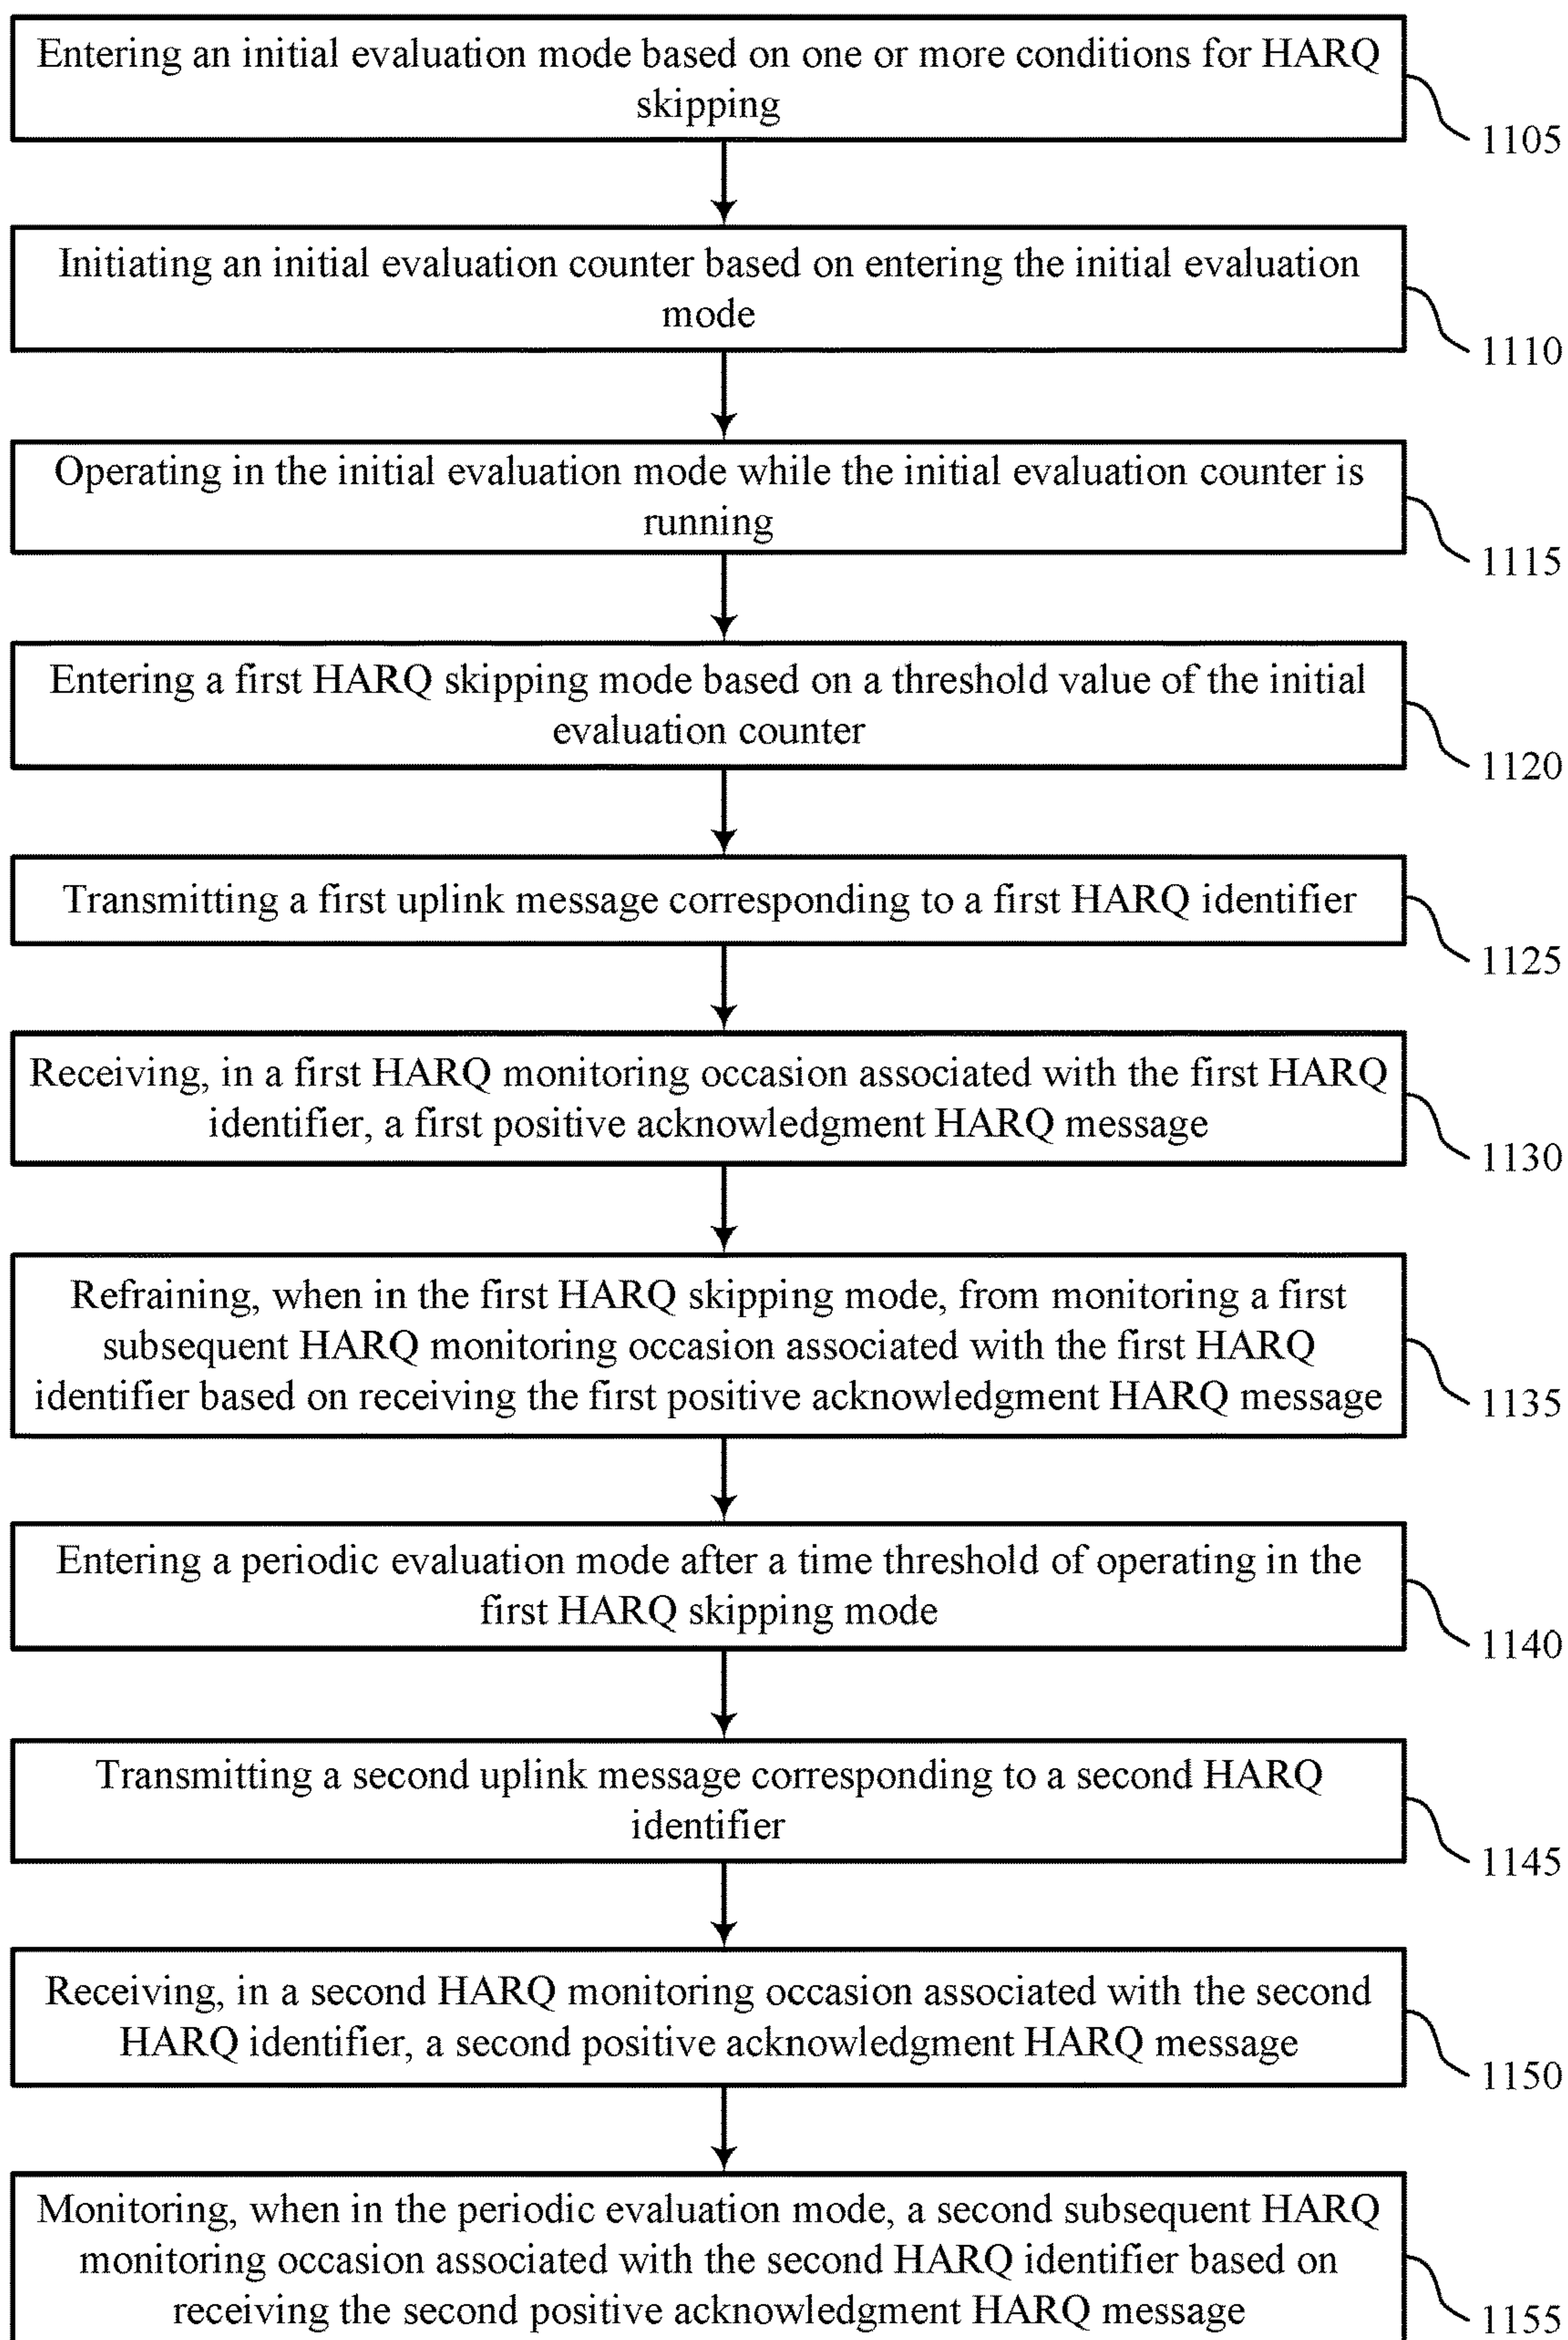 Entering an initial evaluation mode based on one or more conditions for HARQ
skipping
1105
Initiating an initial evaluation counter based on entering the initial evaluation
mode
1110
Operating in the initial evaluation mode while the initial evaluation counter is
running
1115
Entering a first HARQ skipping mode based on a threshold value of the initial
evaluation counter
1120
Transmitting a first uplink message corresponding to a first HARQ identifier
1125
Receiving, in a first HARQ monitoring occasion associated with the first HARQ
identifier, a first positive acknowledgment HARQ message
1130
Refraining, when in the first HARQ skipping mode, from monitoring a first
subsequent HARQ monitoring occasion associated with the first HARQ
identifier based on receiving the first positive acknowledgment HARQ message
1135
Entering a periodic evaluation mode after a time threshold of operating in the
first HARQ skipping mode
1140
Transmitting a second uplink message corresponding to a second HARQ
identifier
1145
Receiving, in a second HARQ monitoring occasion associated with the second
HARQ identifier, a second positive acknowledgment HARQ message
1150
Monitoring, when in the periodic evaluation mode, a second subsequent HARQ
monitoring occasion associated with the second HARQ identifier based on
receiving the second positive acknowledgment HARQ message
1155